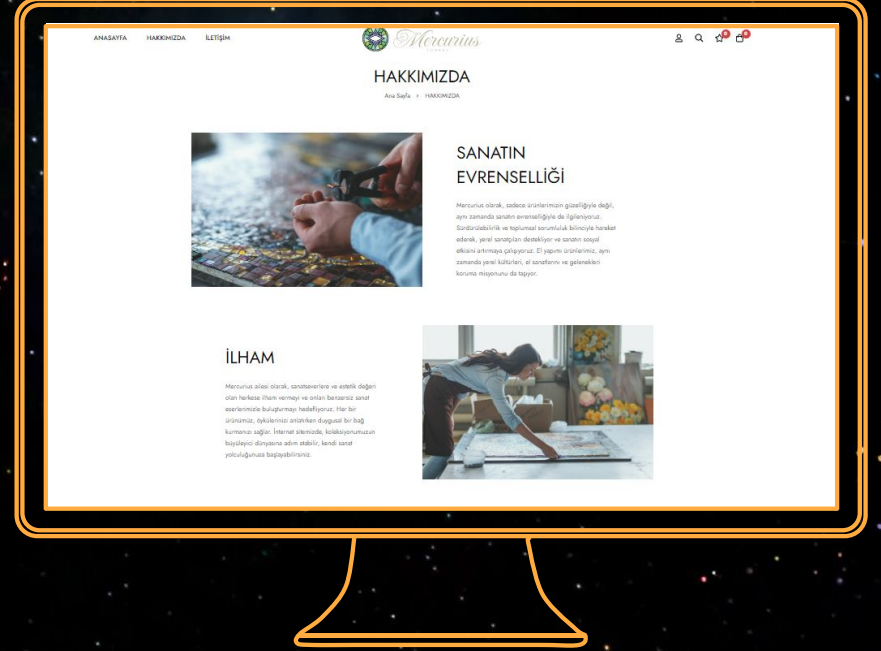 ANASAYFA HAKKIMIZDA İLETİŞİM
Mercurius
0 0
HAKKIMIZDA
Ana Sayfa › HAKKIMIZDA
SANATIN
EVRENSELLİĞİ
Mercurius olarak, sadece ürünlerimizin güzelliğiyle değil,
aynı zamanda sanatın evrenselliğiyle de ilgileniyoruz.
Sürdürülebilirlik ve toplumsal sorumluluk bilinciyle hareket
ederek, yerel sanatçıları destekliyor ve sanatın sosyal
etkisini artırmaya çalışıyoruz. El yapımı ürünlerimiz, aynı
zamanda yerel kültürleri, el sanatlarını ve gelenekleri
koruma misyonunu da taşıyor.
İLHAM
Mercurius ailesi olarak, sanatseverlere ve estetik değeri
olan herkese ilham vermeyi ve onları benzersiz sanat
eserlerimizle buluşturmayı hedefliyoruz. Her bir
ürünümüz, öykülerinizi anlatırken duygusal bir bağ
kurmanızı sağlar. İnternet sitemizde, koleksiyonumuzun
büyüleyici dünyasına adım atabilir, kendi sanat
yolculuğunuza başlayabilirsiniz.